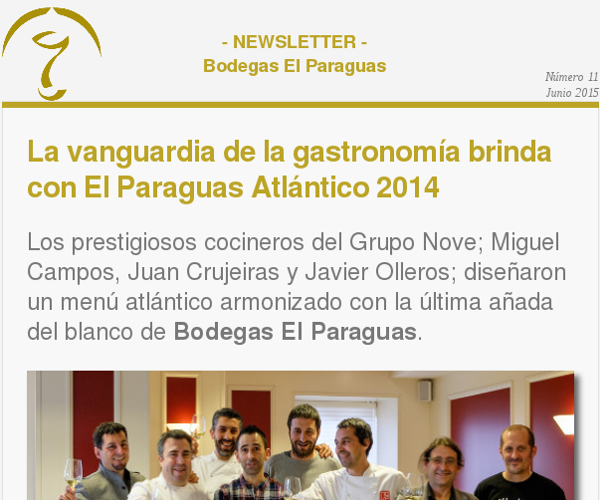 - NEWSLETTER -
Bodegas El Paraguas
Número 11
Junio 2015
La vanguardia de la gastronomía brinda
con El Paraguas Atlántico 2014
Los prestigiosos cocineros del Grupo Nove; Miguel
Campos, Juan Crujeiras y Javier Olleros; diseñaron
un menú atlántico armonizado con la última añada
del blanco de Bodegas El Paraguas.